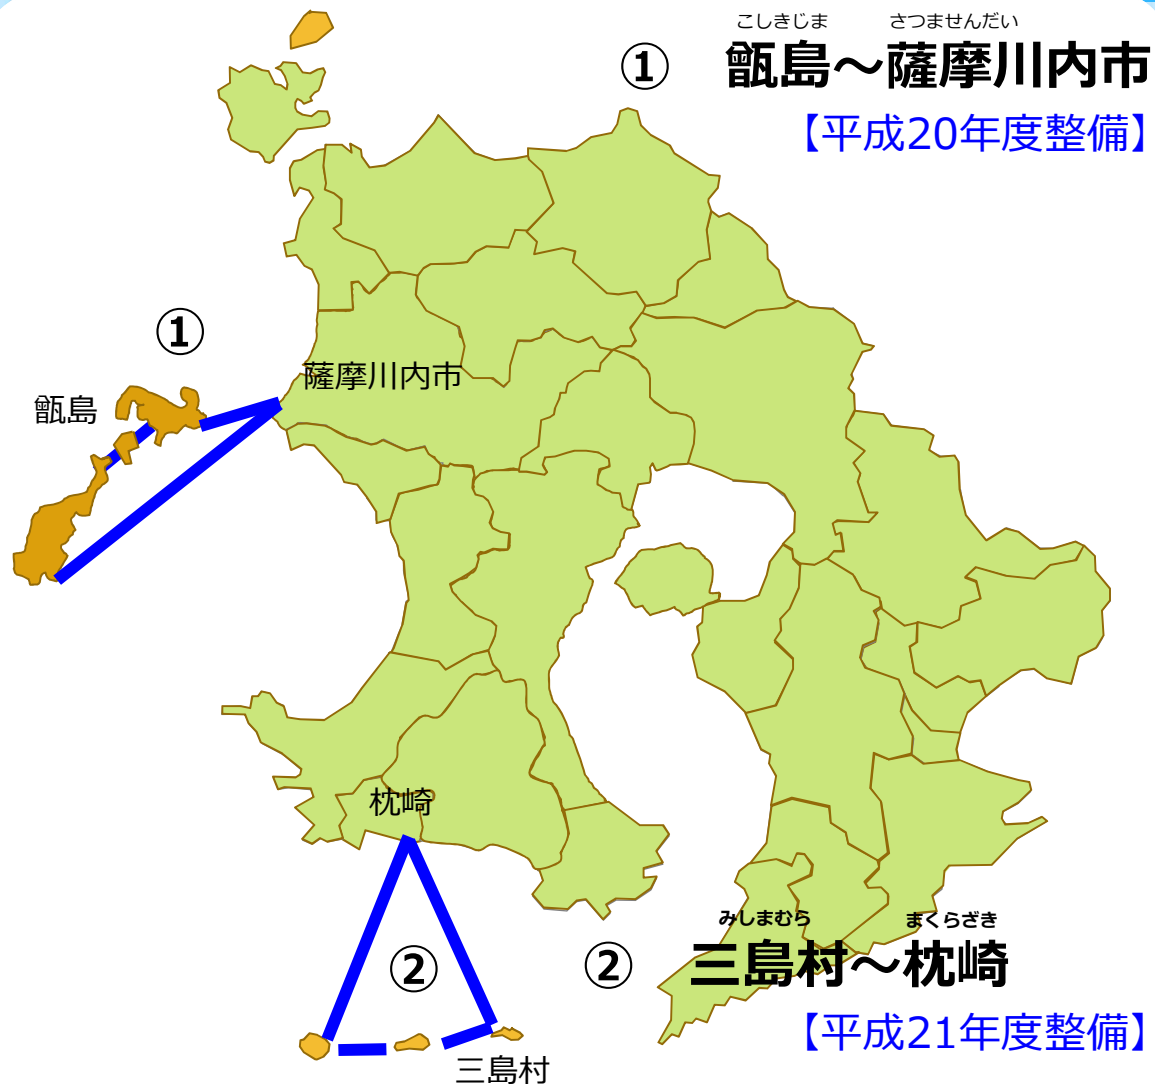 こしきじま さつませんだい
① 甑島～薩摩川内市
【平成20年度整備】
①
薩摩川内市
甑島
枕崎
②
みしまむら まくらざき
② 三島村～枕崎
【平成21年度整備】
三島村